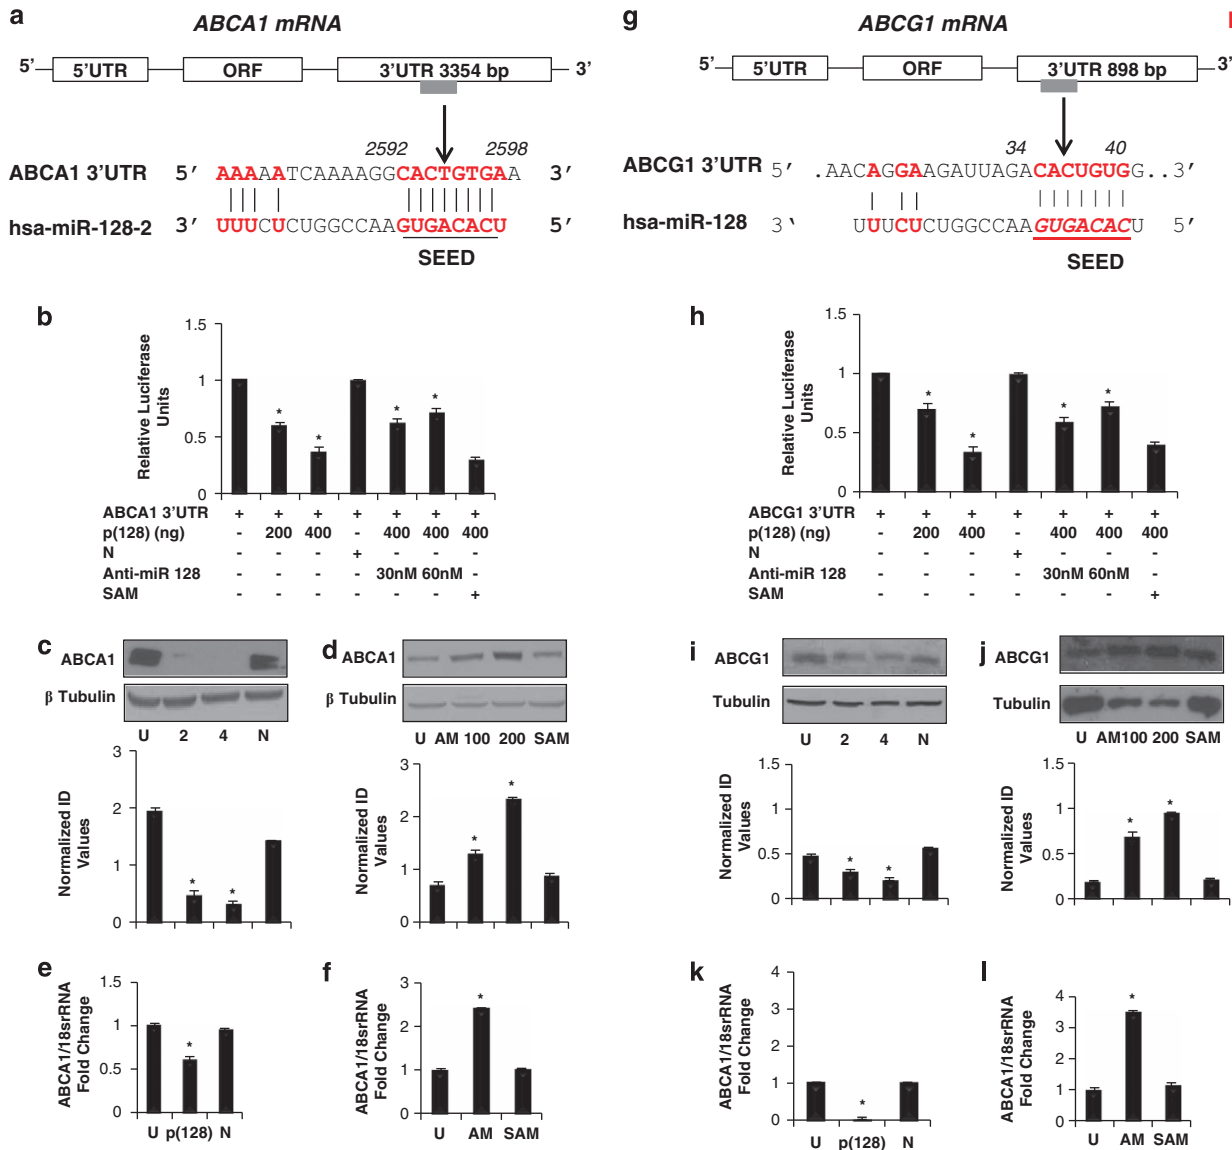 a
ABCA1 mRNA
5' 5'UTR ORF 3'UTR 3354 bp 3'
2592 2598
ABCA1 3'UTR 5' AAAAATCAAAAGGCACTGTGAA 3'
hsa-miR-128-2 3' UUUCUCUGGCCAAGUGACACU 5'
SEED
b
Relative Luciferase Units
1.5
1
0.5
0
ABCA1 3'UTR + + + + + + +
p(128) (ng) - 200 400 - 400 400 400
N - - - + - - -
Anti-miR 128 - - - - 30nM 60nM -
SAM - - - - - - +
c
ABCA1
β Tubulin
U 2 4 N
Normalized ID Values
3
2
1
0
* *
d
ABCA1
β Tubulin
U AM 100 200 SAM
Normalized ID Values
3
2
1
0
* *
e
ABCA1/18srRNA Fold Change
1.5
1
0.5
0
*
U p(128) N
f
ABCA1/18srRNA Fold Change
3
2
1
0
*
U AM SAM
g
ABCG1 mRNA
5' 5'UTR ORF 3'UTR 898 bp 3'
34 40
ABCG1 3'UTR 5' .AACAGGAAGAUUAGACACUGUGG..3'
hsa-miR-128 3‘ UUUCUCUGGCCAAGUGACACU 5'
SEED
h
Relative Luciferase Units
1.5
1
0.5
0
ABCG1 3'UTR + + + + + + +
p(128) (ng) - 200 400 - 400 400 400
N - - - + - - -
Anti-miR 128 - - - - 30nM 60nM -
SAM - - - - - - +
i
ABCG1
Tubulin
U 2 4 N
Normalized ID Values
1.5
1
0.5
0
* *
j
ABCG1
Tubulin
U AM100 200 SAM
Normalized ID Values
1.5
1
0.5
0
* *
k
ABCA1/18srRNA Fold Change
4
3
2
1
0
*
U p(128) N
l
ABCA1/18srRNA Fold Change
4
3
2
1
0
*
U AM SAM